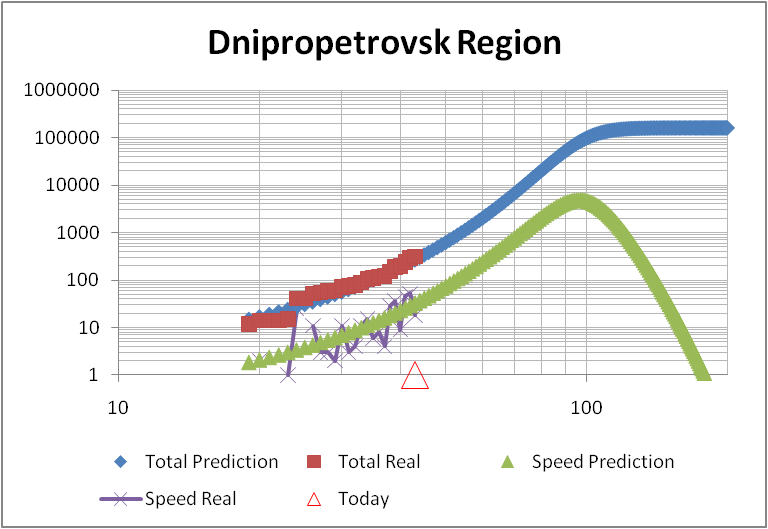 Dnipropetrovsk Region
1000000
100000
10000
1000
100
10
1
10 100
Total Prediction Total Real Speed Prediction
Speed Real Today